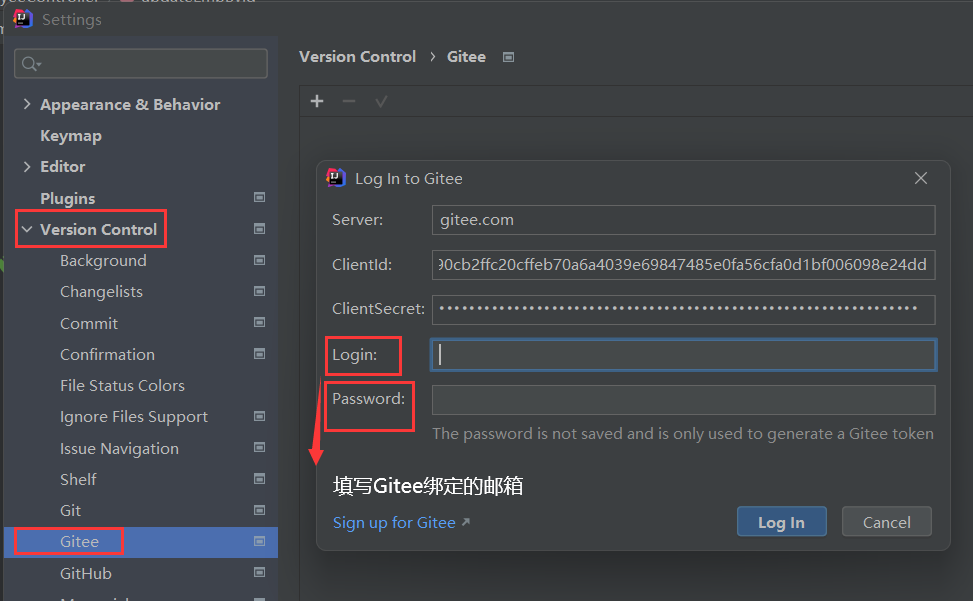 Settings
Appearance & Behavior
Keymap
Editor
Plugins
Version Control
Background
Changelists
Commit
Confirmation
File Status Colors
Ignore Files Support
Issue Navigation
Shelf
Git
Gitee
GitHub
Version Control › Gitee
Log In to Gitee
Server: gitee.com
ClientId: 90cb2ffc20cffeb70a6a4039e69847485e0fa56cfa0d1bf006098e24dd
ClientSecret:
Login:
Password:
The password is not saved and is only used to generate a Gitee token
填写Gitee绑定的邮箱
Sign up for Gitee
Log In
Cancel